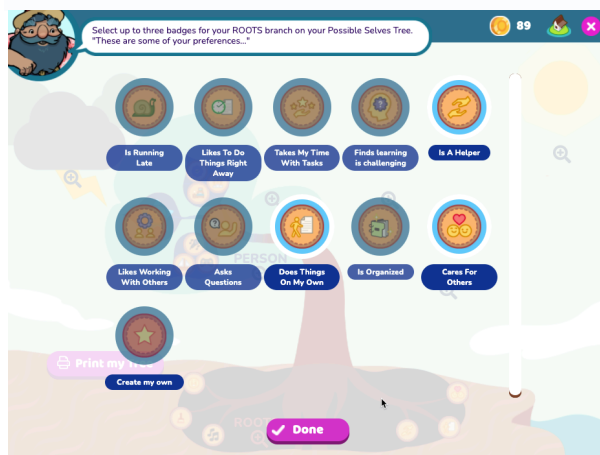 Select up to three badges for your ROOTS branch on your Possible Selves Tree.
"These are some of your preferences..."
89
Is Running
Late
Likes To Do
Things Right
Away
Takes My Time
With Tasks
Finds learning
is challenging
Is A Helper
Likes Working
With Others
Asks
Questions
Does Things
On My Own
Is Organized
Cares For
Others
PERSON
Create my own
Print my Tree
ROOTS
Done